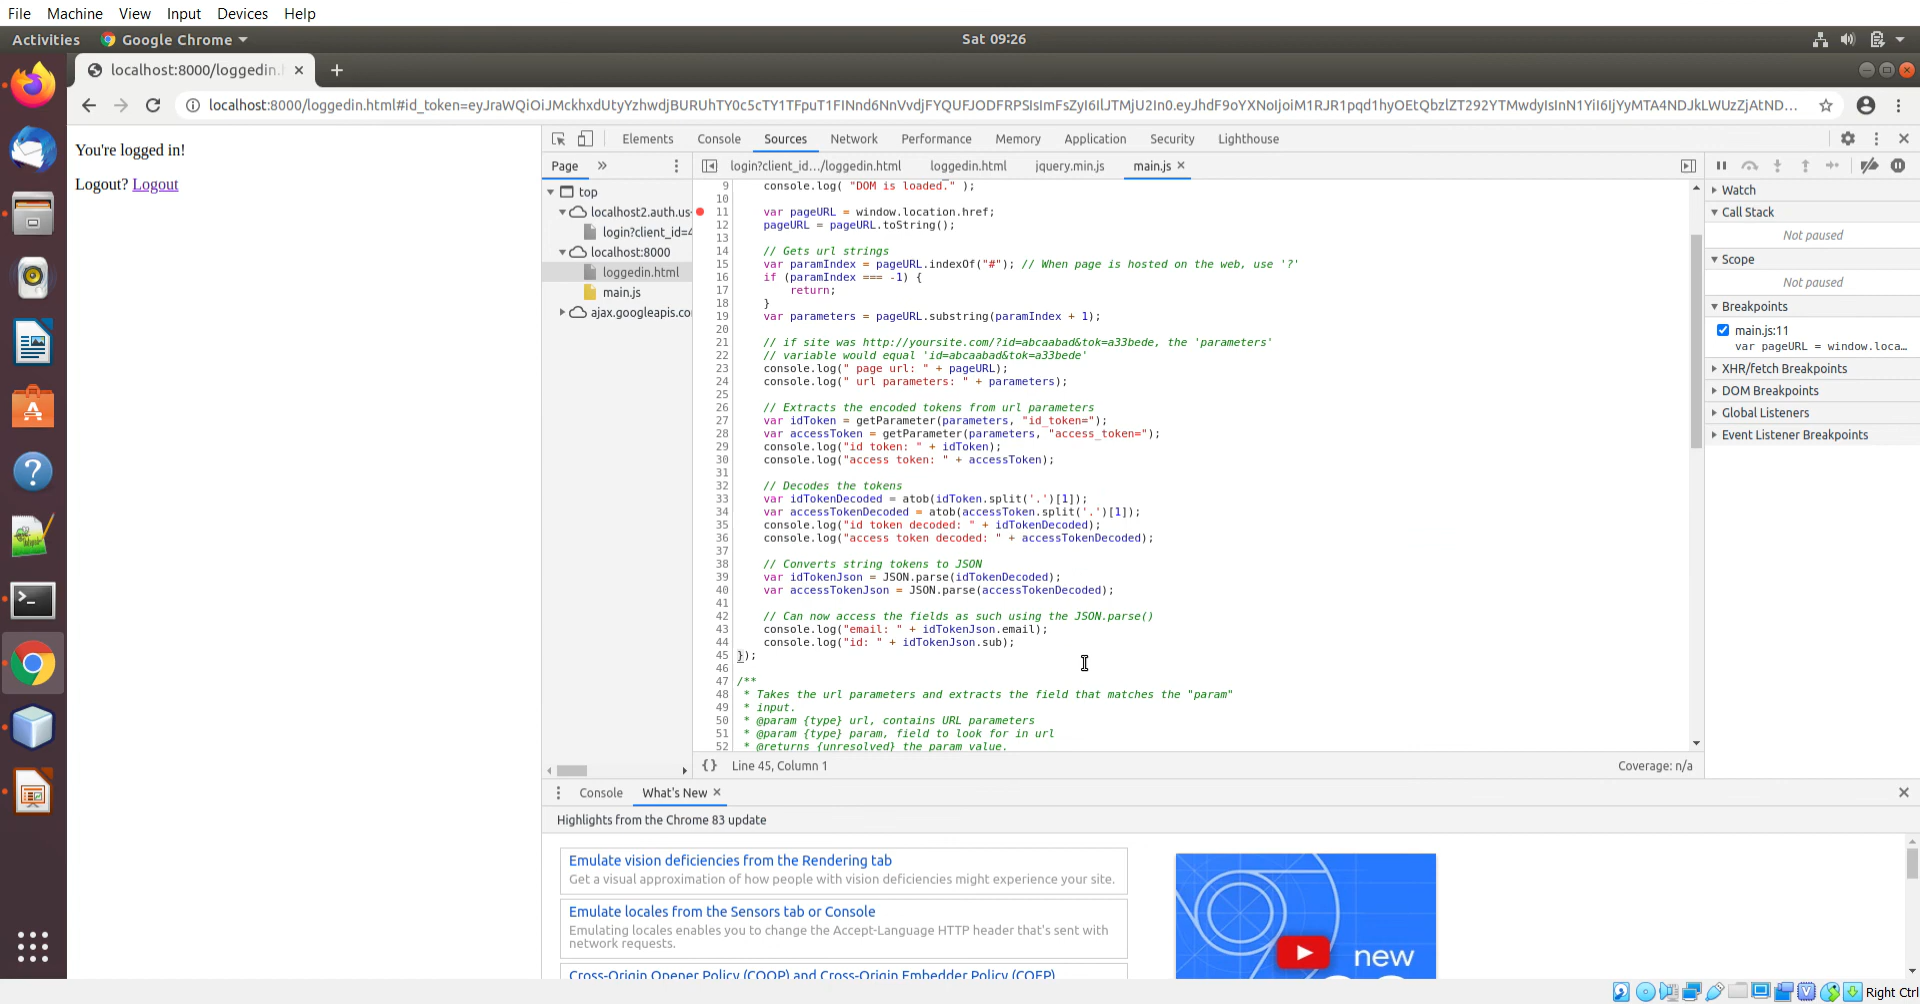 File Machine View Input Devices Help
Activities Google Chrome Sat 09:26
localhost:8000/loggedin.
localhost:8000/loggedin.html#id_token=
You're logged in!
Logout? Logout
Elements Console Sources Network Performance Memory Application Security Lighthouse
Page » login?client_id.../loggedin.html loggedin.html jquery.min.js main.js
top
localhost2.auth.us-
login?client_id=4
localhost:8000
loggedin.html
main.js
ajax.googleapis.co
9 console.log( "DOM is loaded." );
10
11 var pageURL = window.location.href;
12 pageURL = pageURL.toString();
13
14 // Gets url strings
15 var paramIndex = pageURL.indexOf("#"); // When page is hosted on the web, use '?'
16 if (paramIndex === -1) {
17 return;
18 }
19 var parameters = pageURL.substring(paramIndex + 1);
20
21 // if site was http://yoursite.com/?id=abcaabad&tok=a33bede, the 'parameters'
22 // variable would equal 'id=abcaabad&tok=a33bede'
23 console.log(" page url: " + pageURL);
24 console.log(" url parameters: " + parameters);
25
26 // Extracts the encoded tokens from url parameters
27 var idToken = getParameter(parameters, "id_token=");
28 var accessToken = getParameter(parameters, "access_token=");
29 console.log("id token: " + idToken);
30 console.log("access token: " + accessToken);
31
32 // Decodes the tokens
33 var idTokenDecoded = atob(idToken.split('.')[1]);
34 var accessTokenDecoded = atob(accessToken.split('.')[1]);
35 console.log("id token decoded: " + idTokenDecoded);
36 console.log("access token decoded: " + accessTokenDecoded);
37
38 // Converts string tokens to JSON
39 var idTokenJson = JSON.parse(idTokenDecoded);
40 var accessTokenJson = JSON.parse(accessTokenDecoded);
41
42 // Can now access the fields as such using the JSON.parse()
43 console.log("email: " + idTokenJson.email);
44 console.log("id: " + idTokenJson.sub);
45 });
46
47 /**
48 * Takes the url parameters and extracts the field that matches the "param"
49 * input.
50 * @param {type} url, contains URL parameters
51 * @param {type} param, field to look for in url
52 * @returns {unresolved} the param value.
{} Line 45, Column 1 Coverage: n/a
Watch
Call Stack
Not paused
Scope
Not paused
Breakpoints
main.js:11
var pageURL = window.loca...
XHR/fetch Breakpoints
DOM Breakpoints
Global Listeners
Event Listener Breakpoints
Console What's New
Highlights from the Chrome 83 update
Emulate vision deficiencies from the Rendering tab
Get a visual approximation of how people with vision deficiencies might experience your site.
Emulate locales from the Sensors tab or Console
Emulating locales enables you to change the Accept-Language HTTP header that's sent with
network requests.
Cross-Origin Opener Policy (COOP) and Cross-Origin Embedder Policy (COEP)
new
Right Ctrl